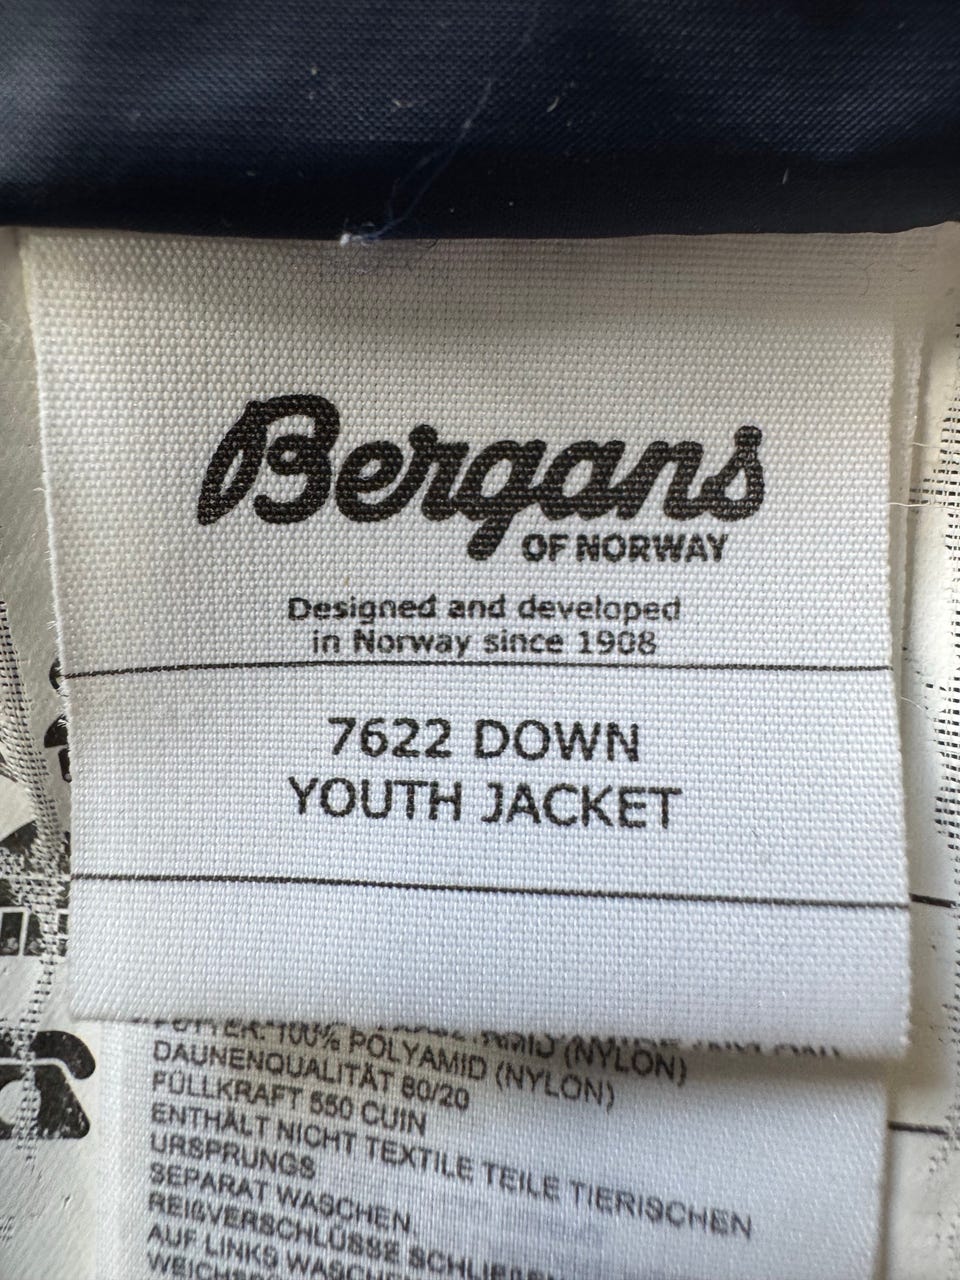 Bergans
OF NORWAY
Designed and developed
in Norway since 1908
7622 DOWN
YOUTH JACKET
FUTTER: 100% POLYAMID (NYLON)
DAUNENQUALITÄT 80/20
FÜLLKRAFT 550 CUIN
ENTHÄLT NICHT TEXTILE TEILE TIERISCHEN
URSPRUNGS
SEPARAT WASCHEN
REIßVERSCHLÜSSE
AUF LINKS